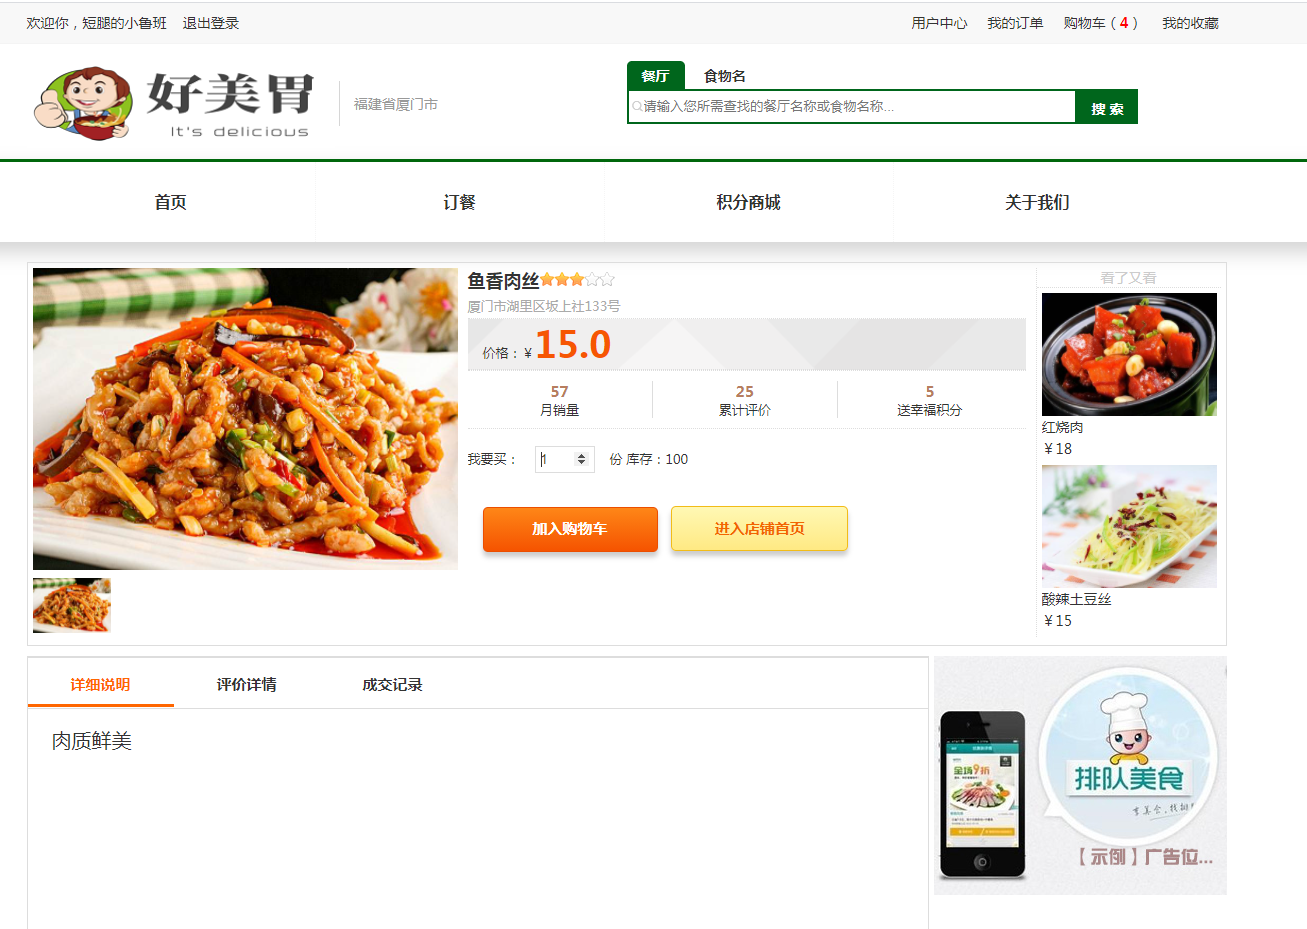 欢迎你，短腿的小鲁班 退出登录 用户中心 我的订单 购物车（4） 我的收藏
好美胃
It's delicious
福建省厦门市
餐厅 食物名
请输入您所需查找的餐厅名称或食物名称...
搜 索
首页 订餐 积分商城 关于我们
鱼香肉丝
厦门市湖里区坂上社133号
价格：¥ 15.0
57 25 5
月销量 累计评价 送幸福积分
我要买： 1 份 库存：100
加入购物车 进入店铺首页
看了又看
红烧肉
￥18
酸辣土豆丝
￥15
详细说明 评价详情 成交记录
肉质鲜美
全场9折
排队美食
【示例】广告位...